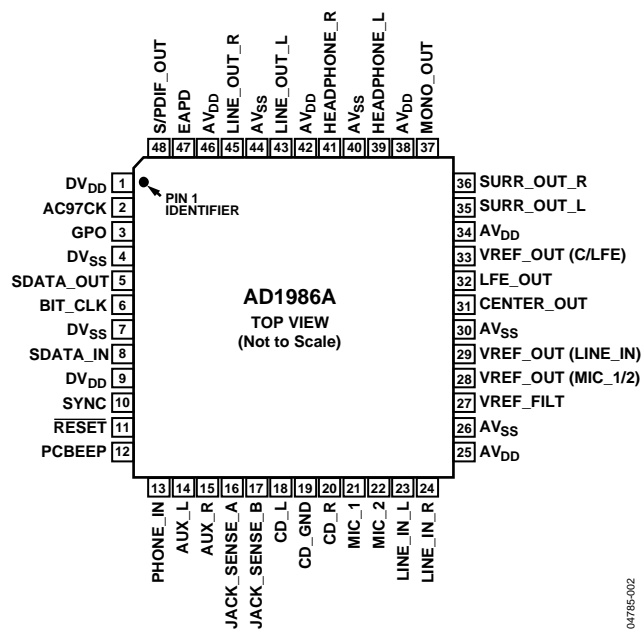 S/PDIF_OUT
EAPD
AVDD
LINE_OUT_R
AVSS
LINE_OUT_L
AVDD
HEADPHONE_R
AVSS
HEADPHONE_L
AVDD
MONO_OUT
48 47 46 45 44 43 42 41 40 39 38 37
DVDD 1
AC97CK 2
GPO 3
DVSS 4
SDATA_OUT 5
BIT_CLK 6
DVSS 7
SDATA_IN 8
DVDD 9
SYNC 10
RESET 11
PCBEEP 12
PIN 1
IDENTIFIER
AD1986A
TOP VIEW
(Not to Scale)
36 SURR_OUT_R
35 SURR_OUT_L
34 AVDD
33 VREF_OUT (C/LFE)
32 LFE_OUT
31 CENTER_OUT
30 AVSS
29 VREF_OUT (LINE_IN)
28 VREF_OUT (MIC_1/2)
27 VREF_FILT
26 AVSS
25 AVDD
13 14 15 16 17 18 19 20 21 22 23 24
PHONE_IN
AUX_L
AUX_R
JACK_SENSE_A
JACK_SENSE_B
CD_L
CD_GND
CD_R
MIC_1
MIC_2
LINE_IN_L
LINE_IN_R
04785-002